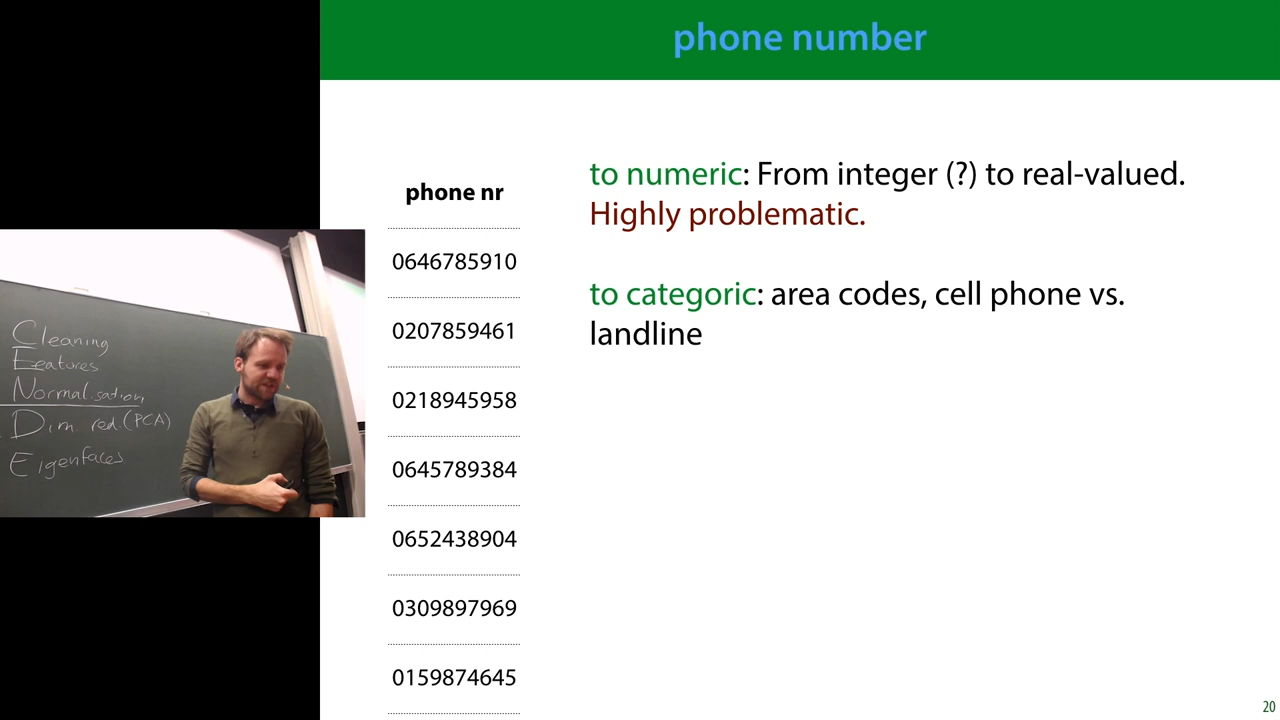 phone number
phone nr
0646785910
0207859461
0218945958
0645789384
0652438904
0309897969
0159874645
to numeric: From integer (?) to real-valued.
Highly problematic.
to categoric: area codes, cell phone vs.
landline
Cleaning
Features
Normalisation
Dim red. (PCA)
Eigenfaces
20